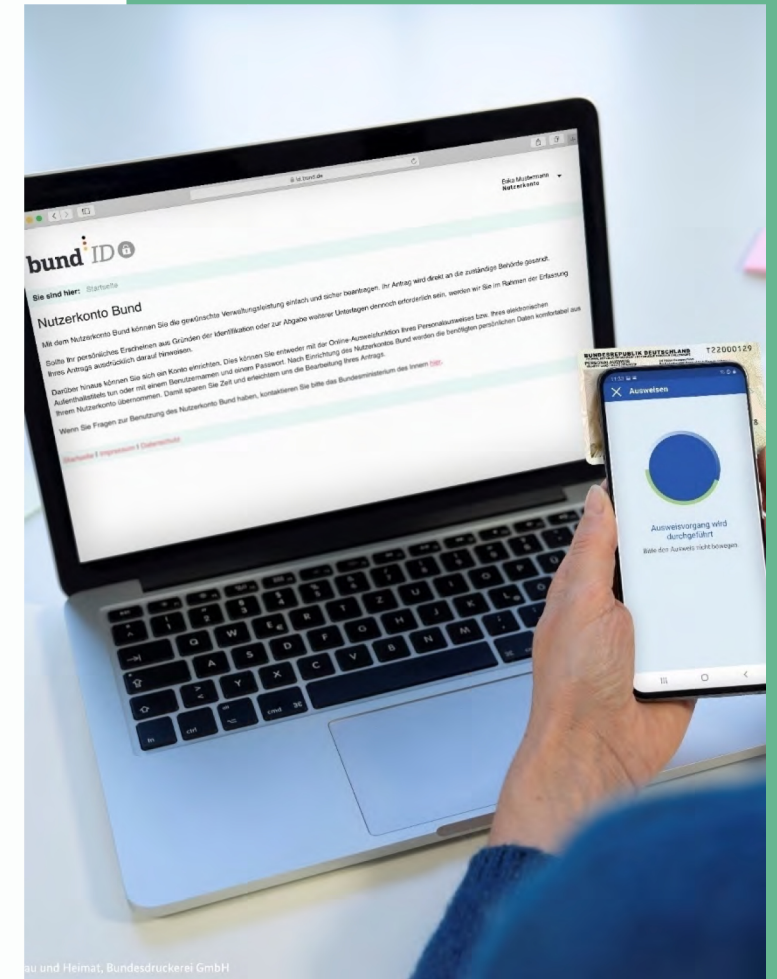 id.bund.de
Erika Mustermann
Nutzerkonto
bund ID
Sie sind hier: Startseite
Nutzerkonto Bund
Mit dem Nutzerkonto Bund können Sie die gewünschte Verwaltungsleistung einfach und sicher beantragen. Ihr Antrag wird direkt an die zuständige Behörde gesandt.
Sollte Ihr persönliches Erscheinen aus Gründen der Identifikation oder zur Abgabe weiterer Unterlagen dennoch erforderlich sein, werden wir Sie im Rahmen der Erfassung
Ihres Antrags ausdrücklich darauf hinweisen.
Darüber hinaus können Sie sich ein Konto einrichten. Dies können Sie entweder mit der Online-Ausweisfunktion Ihres Personalausweises bzw. Ihres elektronischen
Aufenthaltstitels tun oder mit einem Benutzernamen und einem Passwort. Nach Einrichtung des Nutzerkontos Bund werden die benötigten persönlichen Daten komfortabel aus
Ihrem Nutzerkonto übernommen. Damit sparen Sie Zeit und erleichtern uns die Bearbeitung Ihres Antrags.
Wenn Sie Fragen zur Benutzung des Nutzerkonto Bund haben, kontaktieren Sie bitte das Bundesministerium des Innern hier.
Startseite | Impressum | Datenschutz
BUNDESREPUBLIK DEUTSCHLAND T22000129
PERSONALAUSWEIS
Ausweisen
Ausweisvorgang wird
durchgeführt
Bitte den Ausweis nicht bewegen.
Q W E R T Z U I O P Ü
A S D F G H J K L Ö
Y X C V B N M
fn ctrl cmd
au und Heimat, Bundesdruckerei GmbH